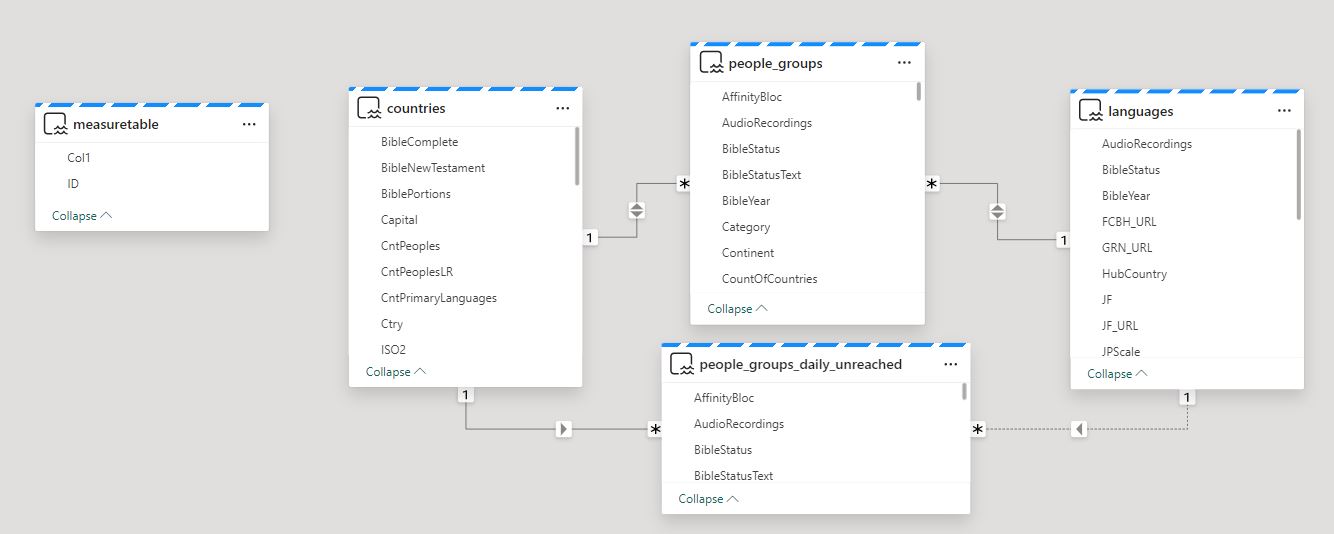 measuretable
Col1
ID
Collapse
countries
BibleComplete
BibleNewTestament
BiblePortions
Capital
CntPeoples
CntPeoplesLR
CntPrimaryLanguages
Ctry
ISO2
Collapse
people_groups
AffinityBloc
AudioRecordings
BibleStatus
BibleStatusText
BibleYear
Category
Continent
CountOfCountries
Collapse
languages
AudioRecordings
BibleStatus
BibleYear
FCBH_URL
GRN_URL
HubCountry
JF
JF_URL
JPScale
Collapse
people_groups_daily_unreached
AffinityBloc
AudioRecordings
BibleStatus
BibleStatusText
Collapse
1
*
*
1
1
*
*
1